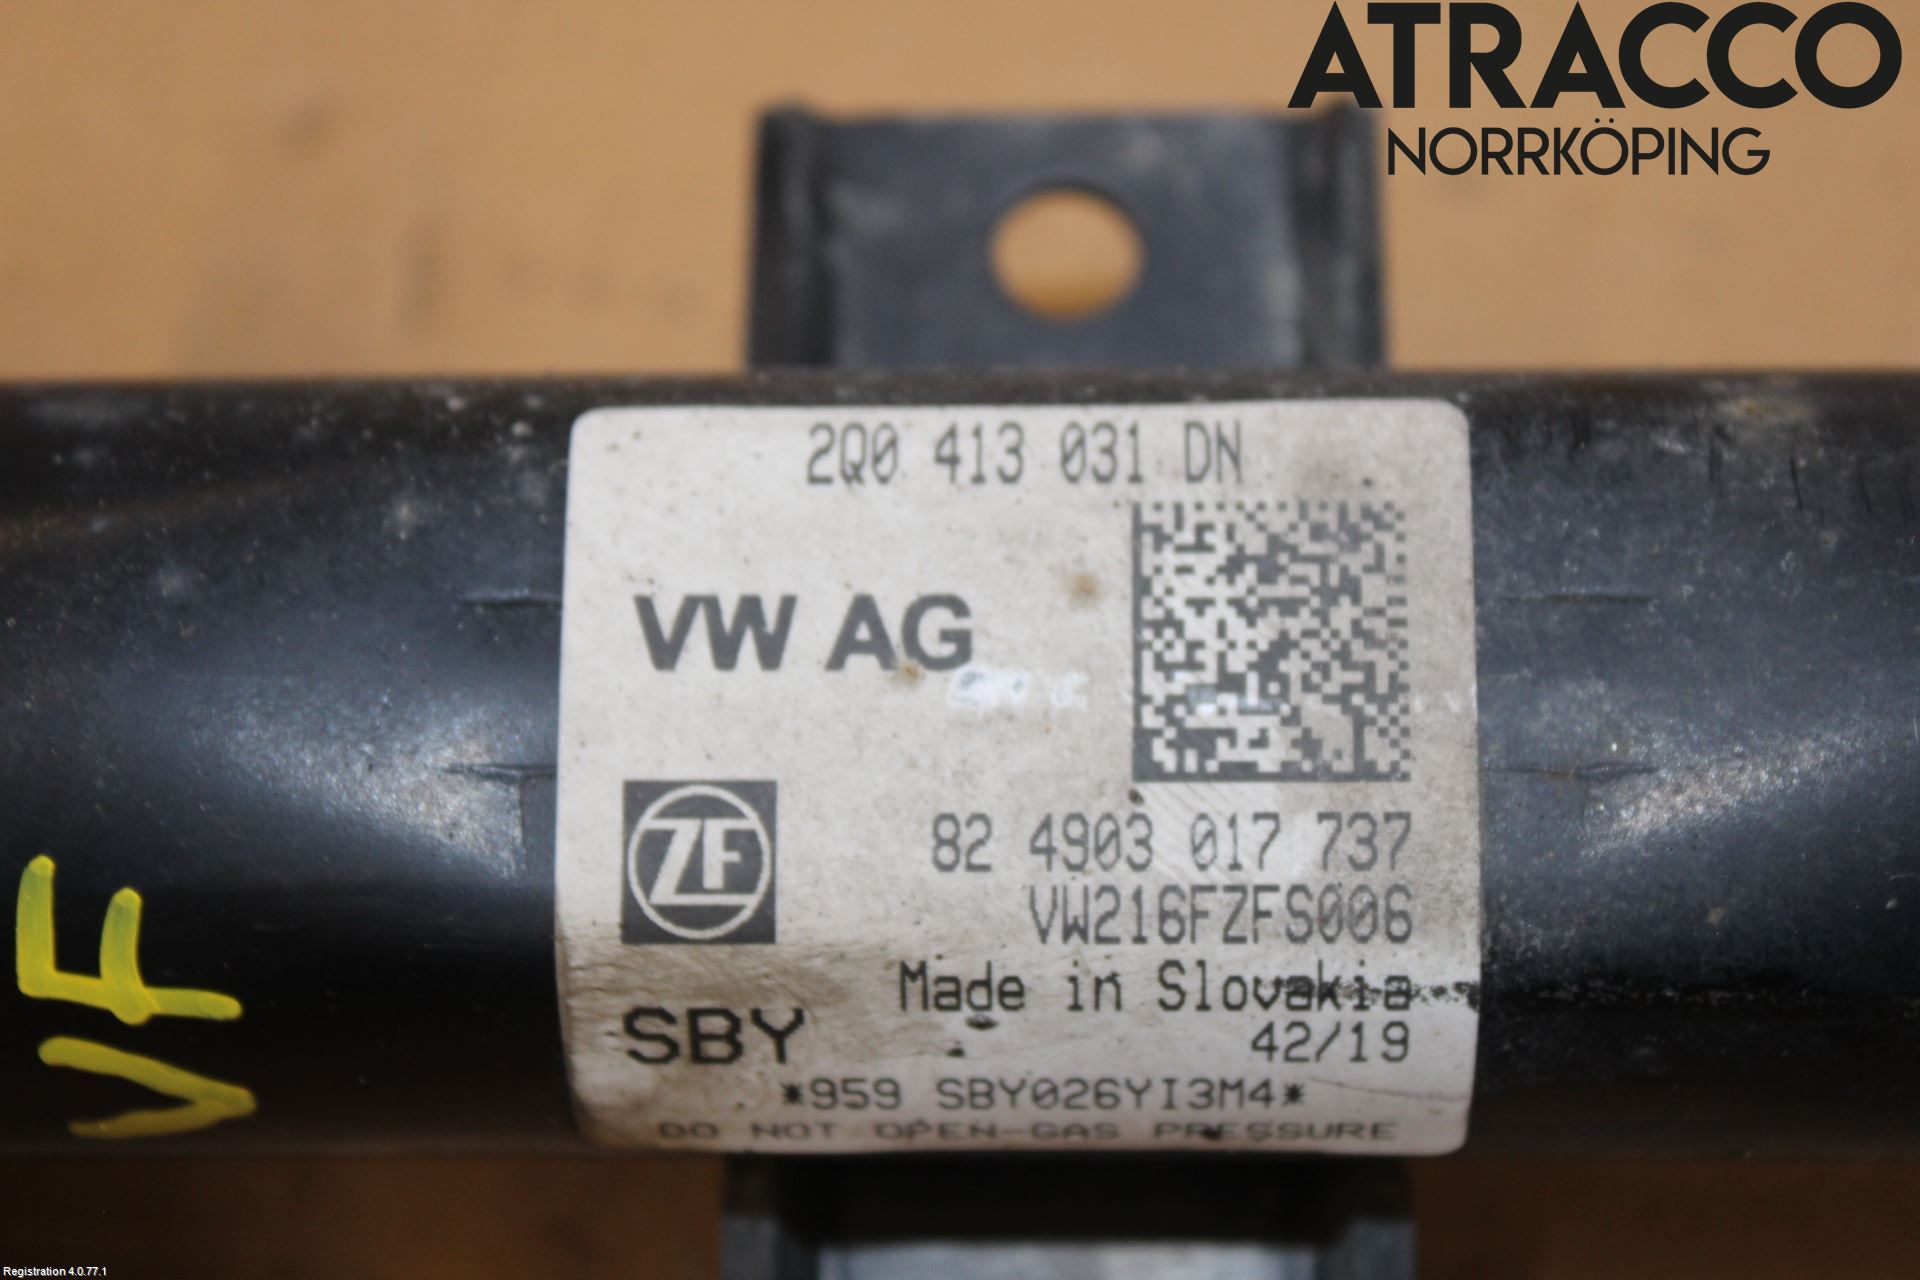 ATRACCO
NORRKÖPING
2Q0 413 031 DN
VW AG
ZF
82 4903 017 737
VW216FZFS006
Made in Slovakia
SBY
42/19
*959 SBY026YI3M4*
DO NOT OPEN-GAS PRESSURE
VF
Registration 4.0.77.1